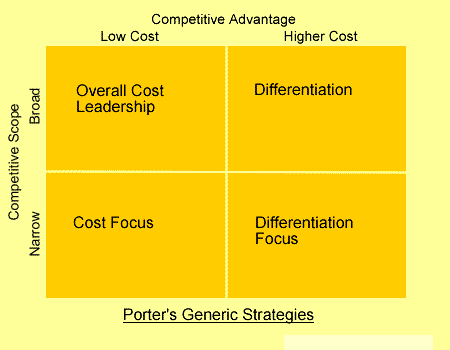 Competitive Advantage
Low Cost Higher Cost
Competitive Scope
Broad
Overall Cost
Leadership
Differentiation
Narrow
Cost Focus
Differentiation
Focus
Porter's Generic Strategies